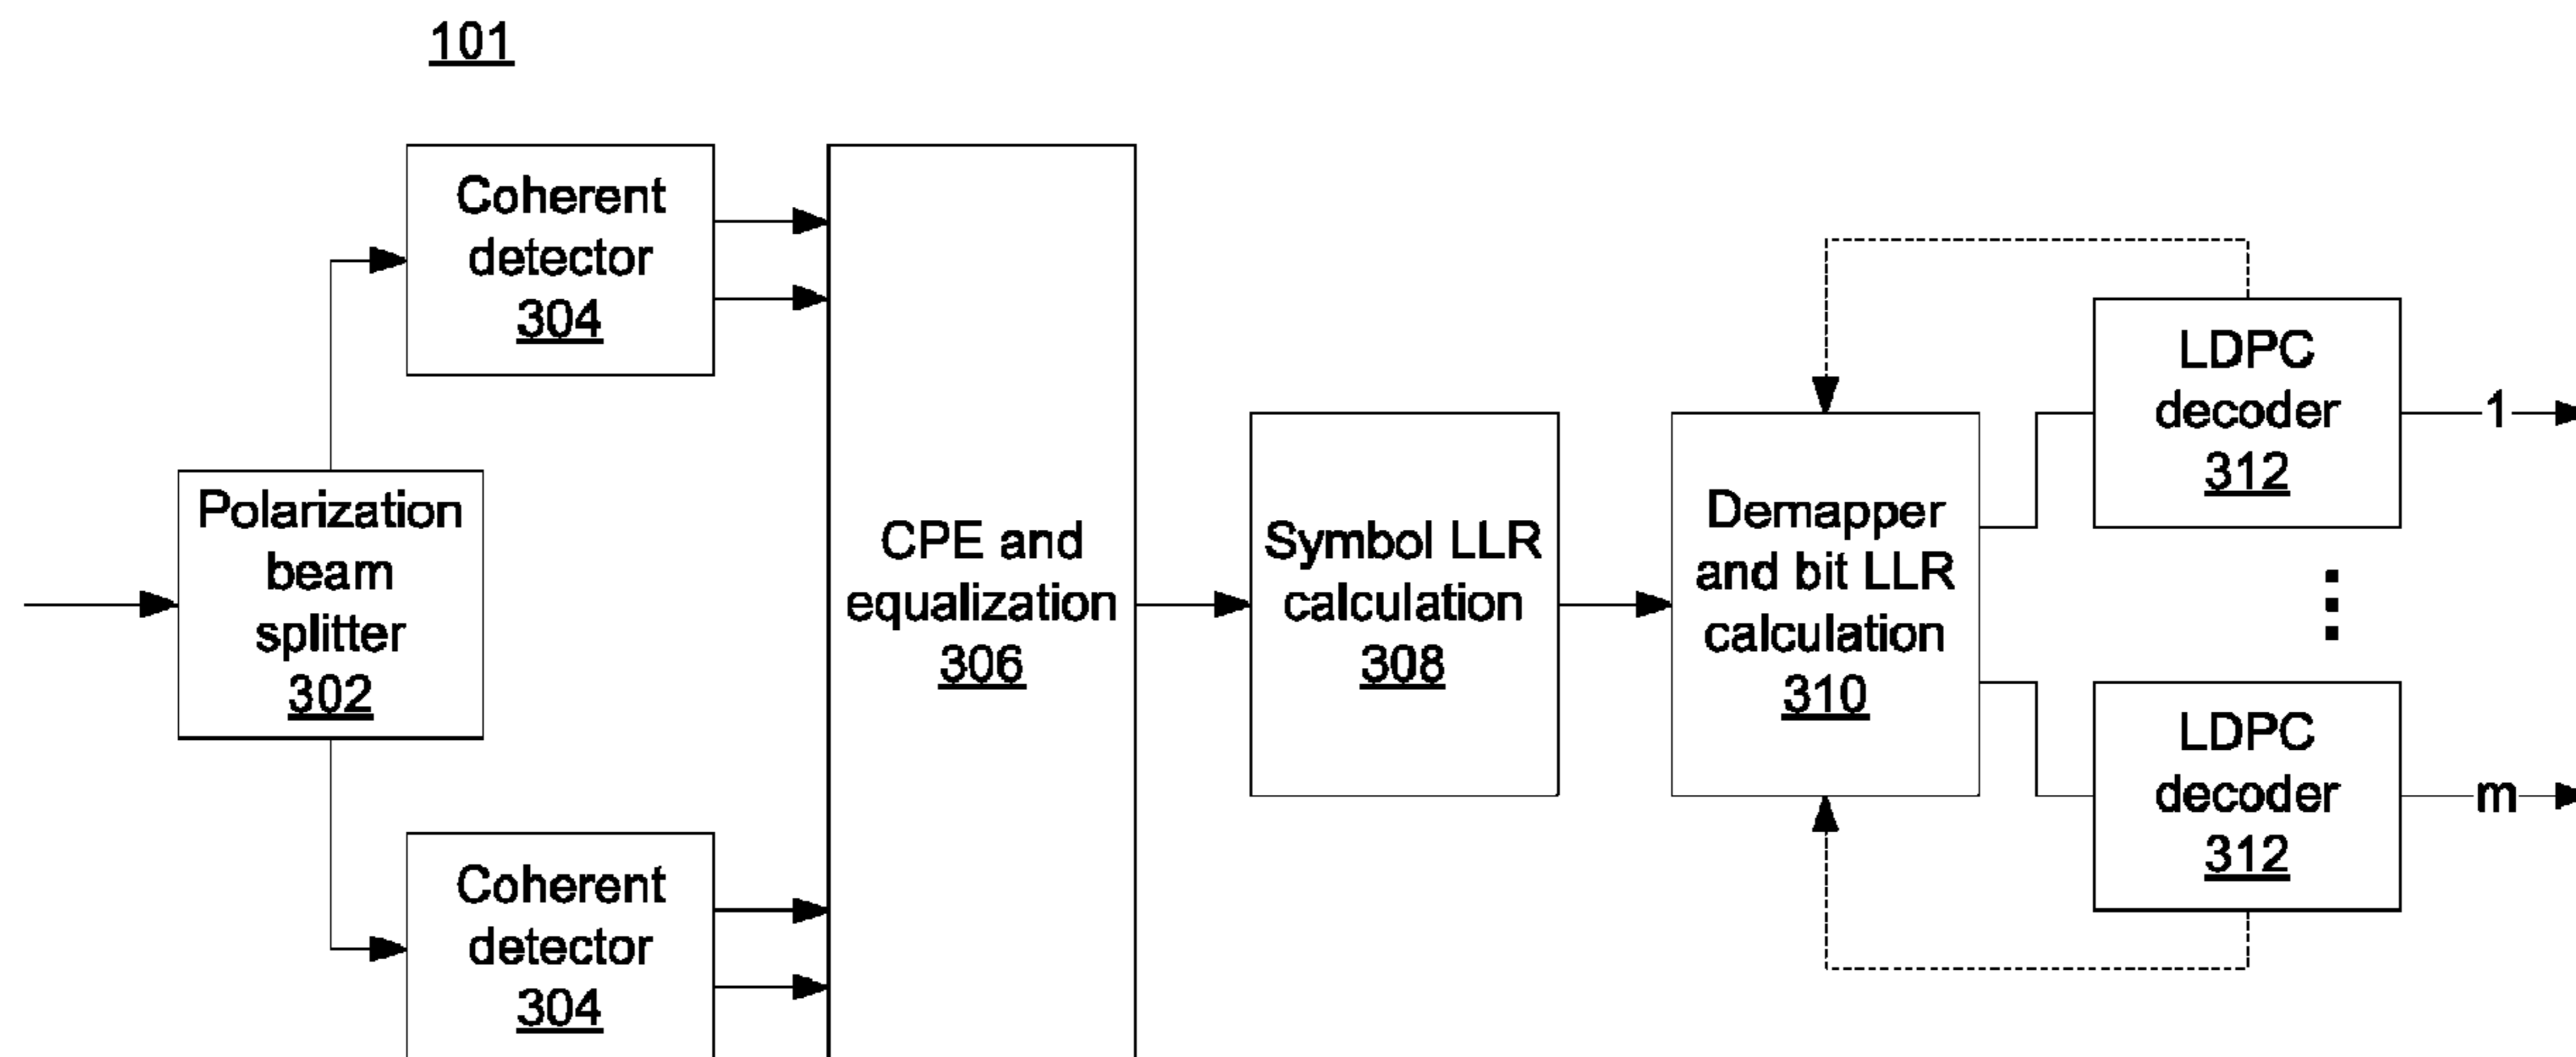 101
Coherent
detector
304
Polarization
beam
splitter
302
Coherent
detector
304
CPE and
equalization
306
Symbol LLR
calculation
308
Demapper
and bit LLR
calculation
310
LDPC
decoder
312
1
LDPC
decoder
312
m